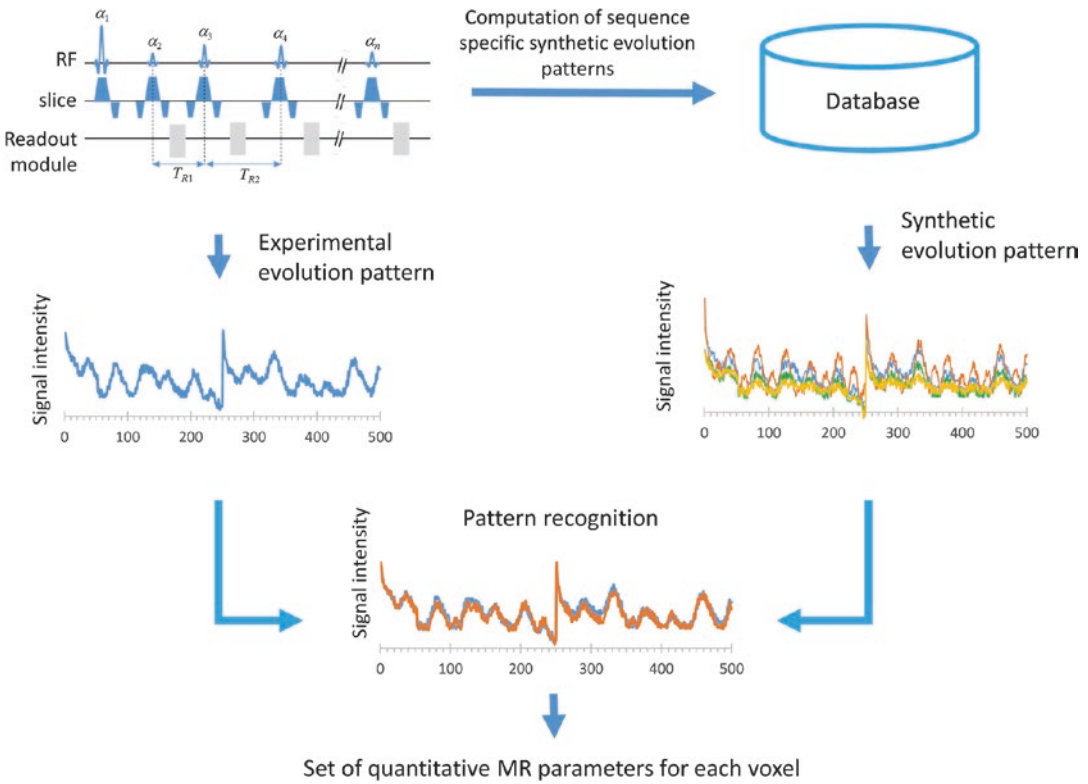 α1
α2
α3
α4
αn
RF
slice
Readout
module
TR1
TR2
Computation of sequence
specific synthetic evolution
patterns
Database
Experimental
evolution pattern
Synthetic
evolution pattern
Signal intensity
0 100 200 300 400 500
Signal intensity
0 100 200 300 400 500
Pattern recognition
Signal intensity
0 100 200 300 400 500
Set of quantitative MR parameters for each voxel